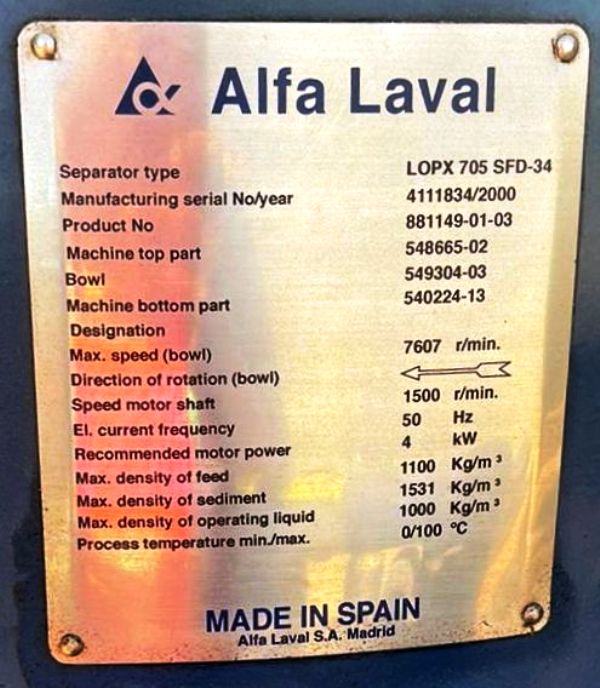 Alfa Laval
Separator type LOPX 705 SFD-34
Manufacturing serial No/year 4111834/2000
Product No 881149-01-03
Machine top part 548665-02
Bowl 549304-03
Machine bottom part 540224-13
Designation
Max. speed (bowl) 7607 r/min.
Direction of rotation (bowl)
Speed motor shaft 1500 r/min.
El. current frequency 50 Hz
Recommended motor power 4 kW
Max. density of feed 1100 Kg/m³
Max. density of sediment 1531 Kg/m³
Max. density of operating liquid 1000 Kg/m³
Process temperature min./max. 0/100 °C
MADE IN SPAIN
Alfa Laval S.A. Madrid